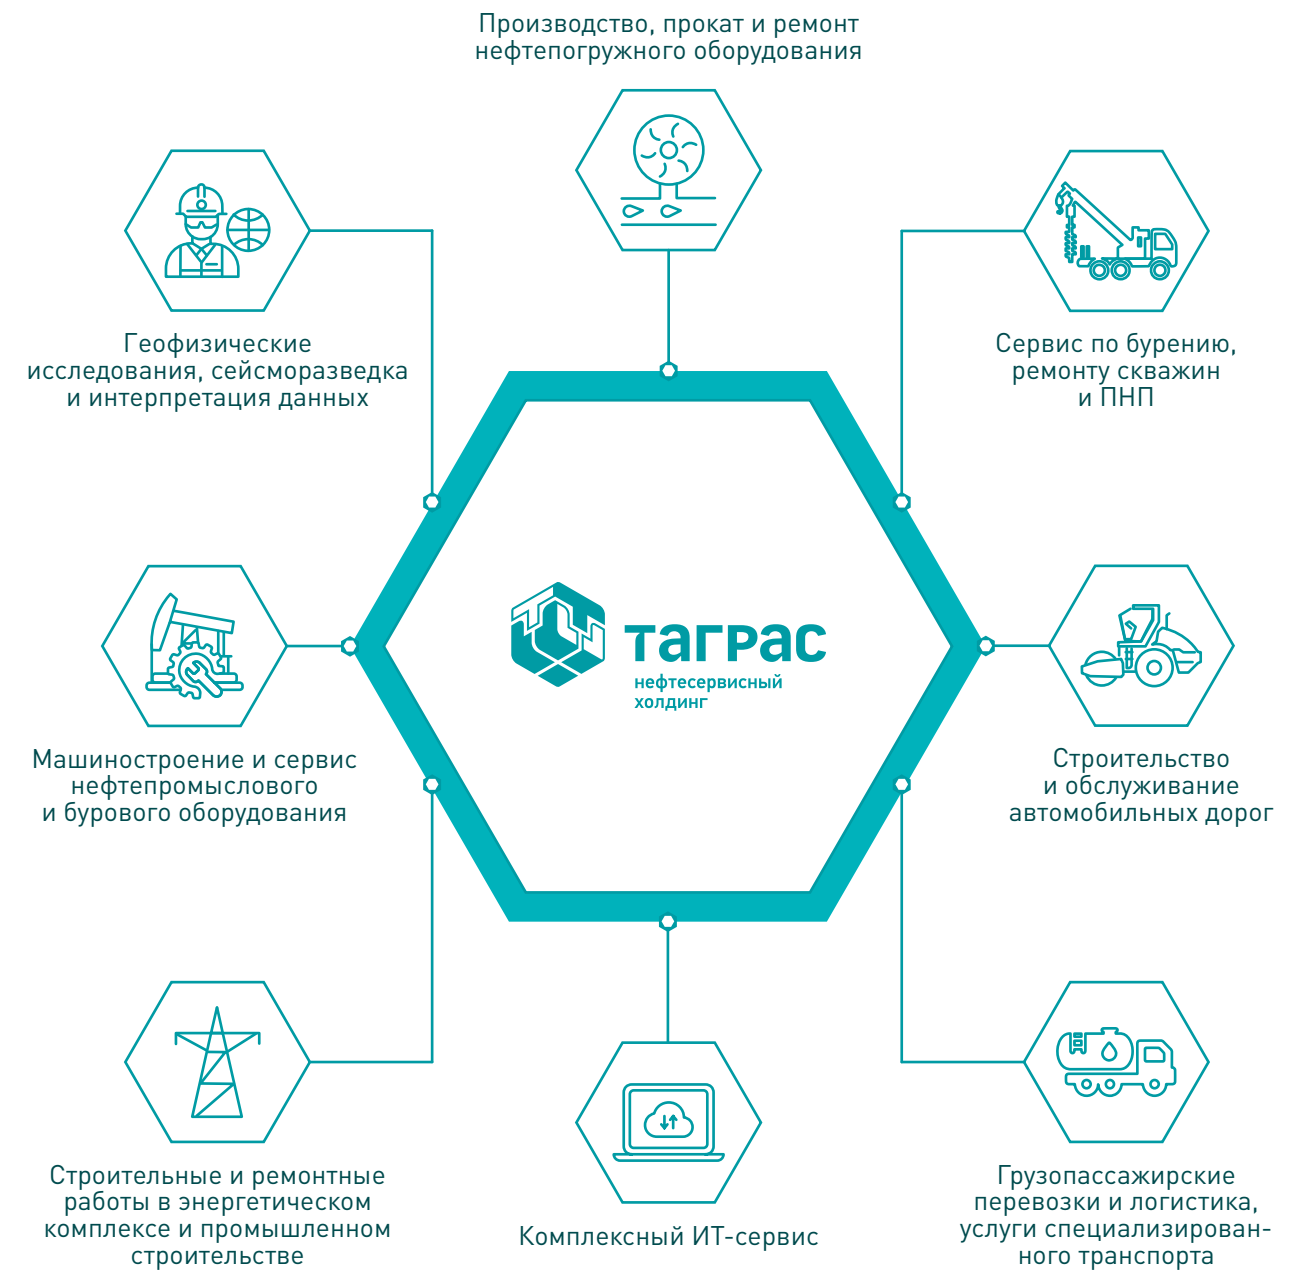 Производство, прокат и ремонт
нефтепогружного оборудования
Геофизические
исследования, сейсморазведка
и интерпретация данных
Сервис по бурению,
ремонту скважин
и ПНП
таграс
нефтесервисный
холдинг
Машиностроение и сервис
нефтепромыслового
и бурового оборудования
Строительство
и обслуживание
автомобильных дорог
Строительные и ремонтные
работы в энергетическом
комплексе и промышленном
строительстве
Комплексный ИТ-сервис
Грузопассажирские
перевозки и логистика,
услуги специализирован-
ного транспорта